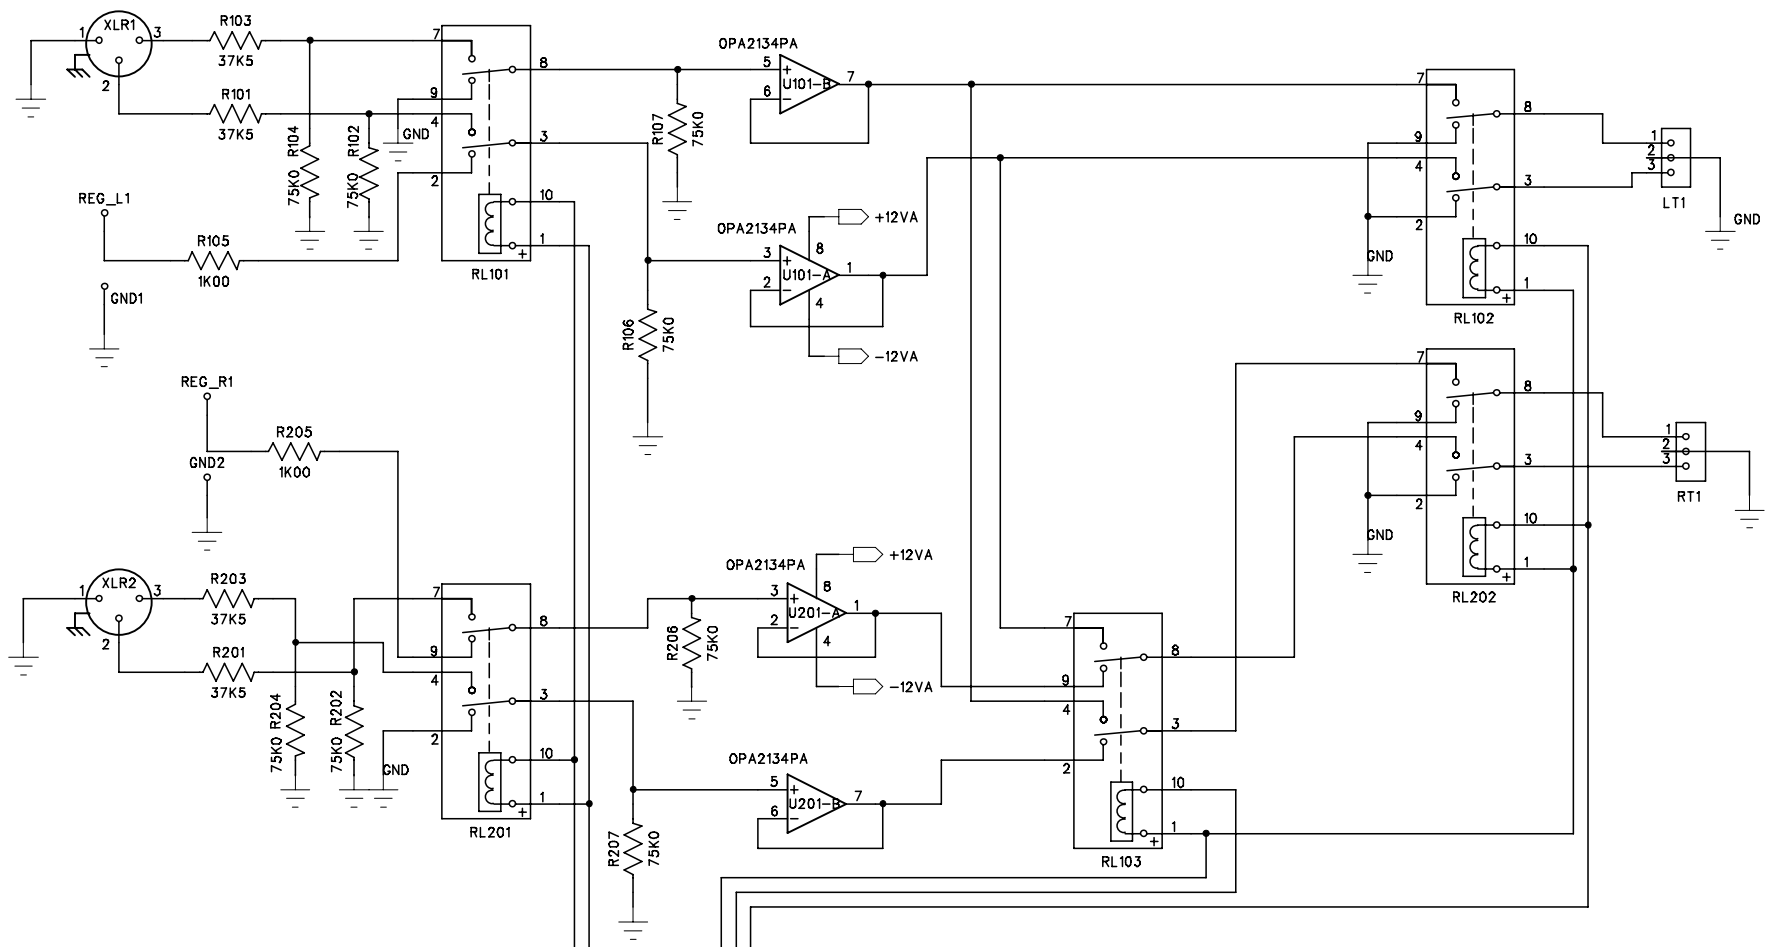 XLR1
1
3
2
R103
37K5
R101
37K5
R104
75K0
R102
75K0
GND
REG_L1
R105
1K00
GND1
7
8
9
4
3
2
10
1
+
RL101
R107
75K0
R106
75K0
OPA2134PA
5
+
U101-B
7
6
−
OPA2134PA
+12VA
8
3
+
U101-A
1
2
−
4
-12VA
7
8
9
4
3
2
GND
10
1
+
RL102
1
2
3
LT1
GND
REG_R1
R205
1K00
GND2
7
8
9
4
3
2
GND
10
1
+
RL202
1
2
3
RT1
XLR2
1
3
2
R203
37K5
R201
37K5
R204
75K0
R202
75K0
GND
7
8
9
4
3
2
10
1
+
RL201
R206
75K0
R207
75K0
OPA2134PA
+12VA
8
3
+
U201-A
1
2
−
4
-12VA
OPA2134PA
5
+
U201-B
7
6
−
7
8
9
4
3
2
10
1
+
RL103